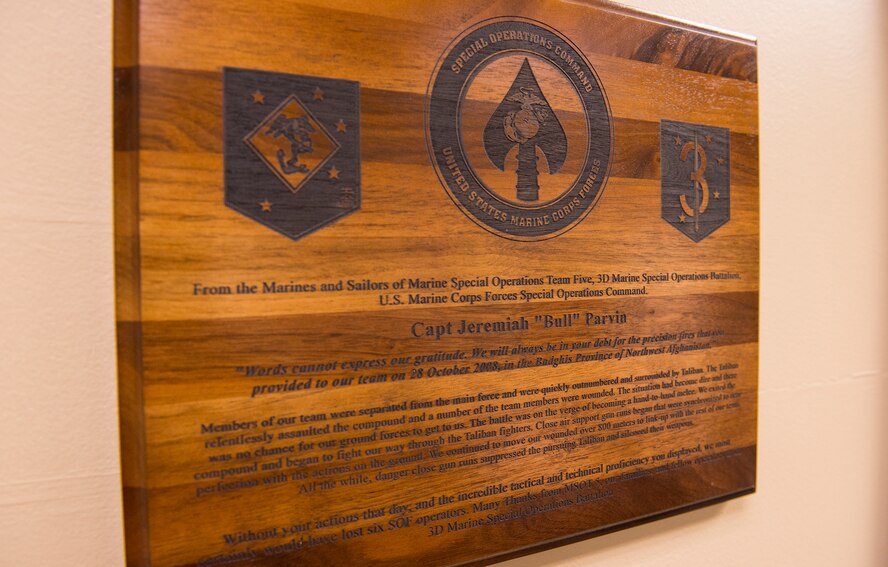 SPECIAL OPERATIONS COMMAND
UNITED STATES MARINE CORPS FORCES
3
From the Marines and Sailors of Marine Special Operations Team Five, 3D Marine Special Operations Battalion,
U.S. Marine Corps Forces Special Operations Command.
Capt Jeremiah "Bull" Parvin
"Words cannot express our gratitude. We will always be in your debt for the precision fires that you
provided to our team on 28 October 2008, in the Badghis Province of Northwest Afghanistan."
Members of our team were separated from the main force and were quickly outnumbered and surrounded by Taliban. The Taliban
relentlessly assaulted the compound and a number of the team members were wounded. The situation had become dire and there
was no chance for our ground forces to get to us. The battle was on the verge of becoming a hand-to-hand melee. We exited the
compound and began to fight our way through the Taliban fighters. Close air support gun runs began that were synchronized to near
perfection with the actions on the ground. We continued to move our wounded over 800 meters to link-up with the rest of our team.
All the while, danger close gun runs suppressed the pursuing Taliban and silenced their weapons.
Without your actions that day, and the incredible tactical and technical proficiency you displayed, we most
certainly would have lost six SOF operators. Many Thanks from MSOT 5, and fellow
3D Marine Special Operations Battalion